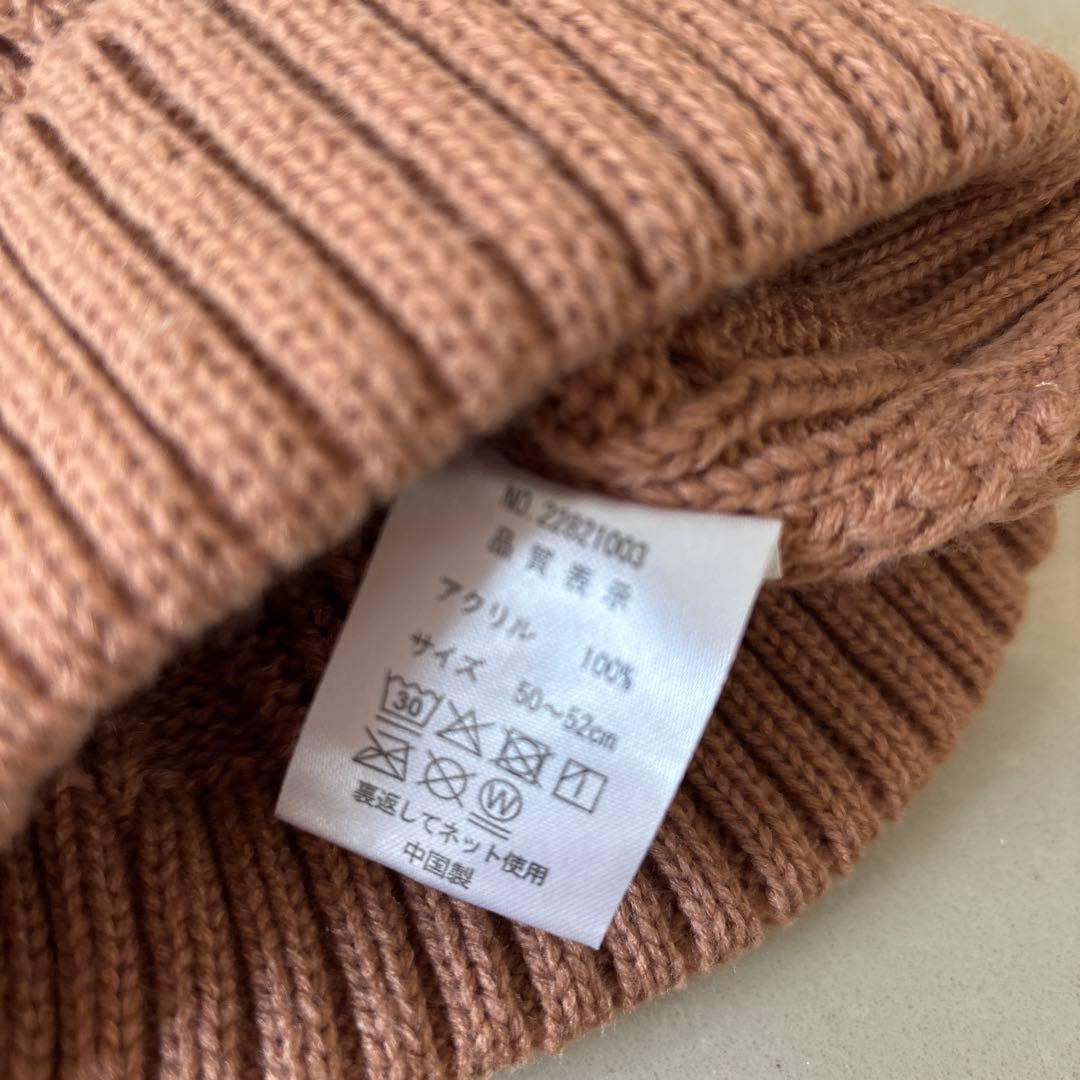 NO.22821003
品質表示
アクリル 100%
サイズ 50～52cm
30
W
裏返してネット使用
中国製